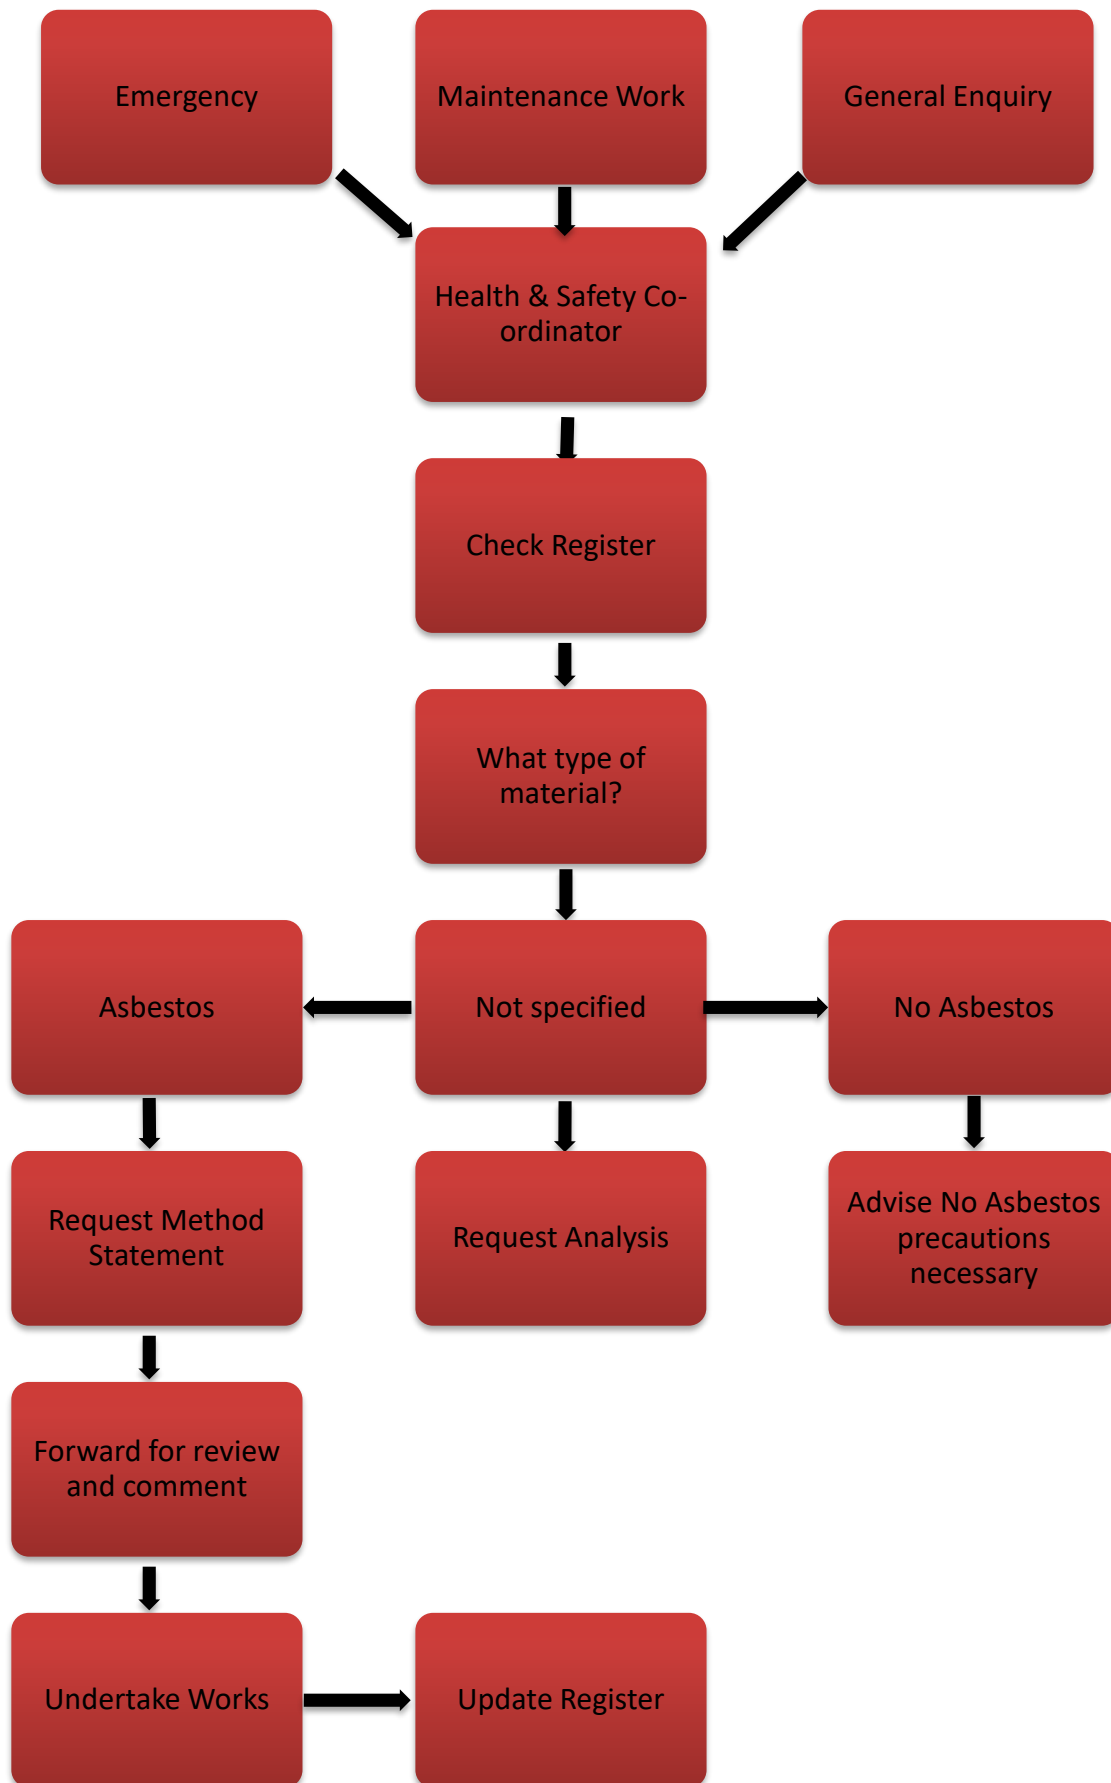 Emergency
Maintenance Work
General Enquiry
Health & Safety Co-
ordinator
Check Register
What type of
material?
Asbestos
Not specified
No Asbestos
Request Method
Statement
Request Analysis
Advise No Asbestos
precautions
necessary
Forward for review
and comment
Undertake Works
Update Register